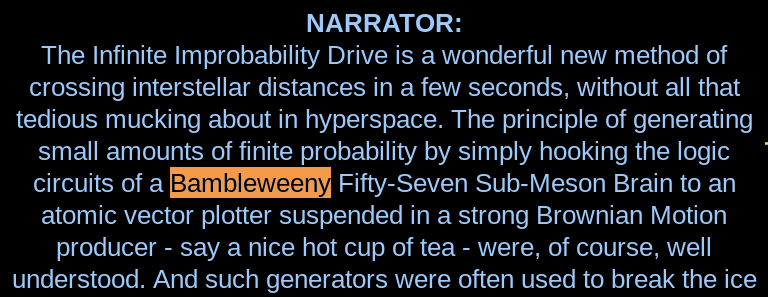 NARRATOR:
The Infinite Improbability Drive is a wonderful new method of
crossing interstellar distances in a few seconds, without all that
tedious mucking about in hyperspace. The principle of generating
small amounts of finite probability by simply hooking the logic
circuits of a Bambleweeny Fifty-Seven Sub-Meson Brain to an
atomic vector plotter suspended in a strong Brownian Motion
producer - say a nice hot cup of tea - were, of course, well
understood. And such generators were often used to break the ice